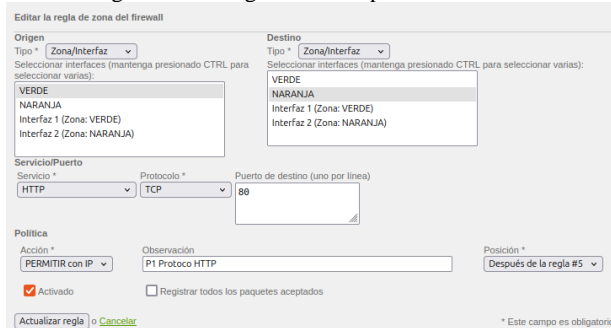 Editar la regla de zona del firewall
Origen
Tipo * Zona/Interfaz
Seleccionar interfaces (mantenga presionado CTRL para
seleccionar varias):
VERDE
NARANJA
Interfaz 1 (Zona: VERDE)
Interfaz 2 (Zona: NARANJA)
Destino
Tipo * Zona/Interfaz
Seleccionar interfaces (mantenga presionado CTRL para seleccionar varias):
VERDE
NARANJA
Interfaz 1 (Zona: VERDE)
Interfaz 2 (Zona: NARANJA)
Servicio/Puerto
Servicio * Protocolo * Puerto de destino (uno por línea)
HTTP TCP 80
Política
Acción * Observación Posición *
PERMITIR con IP P1 Protoco HTTP Después de la regla #5
Activado Registrar todos los paquetes aceptados
Actualizar regla o Cancelar * Este campo es obligatorio